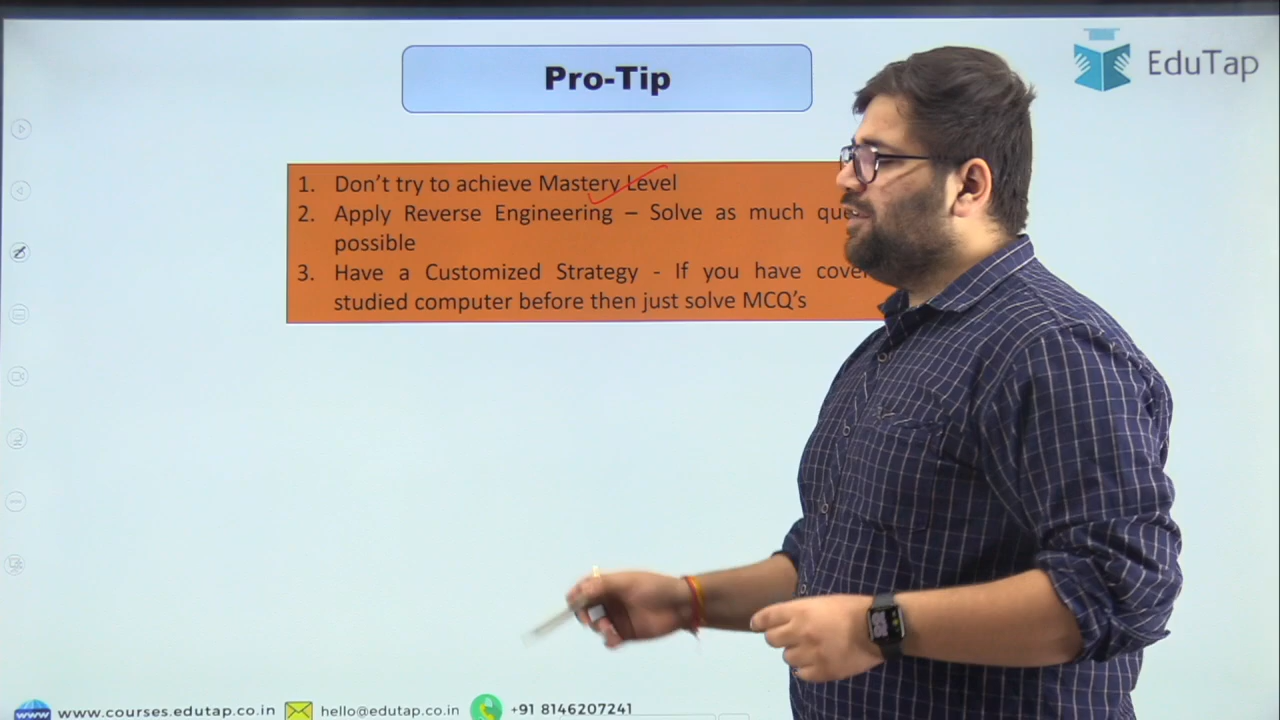 Pro-Tip
EduTap
1. Don't try to achieve Mastery Level
2. Apply Reverse Engineering – Solve as much
possible
3. Have a Customized Strategy - If you have
studied computer before then just solve MCQ's
www.courses.edutap.co.in hello@edutap.co.in +91 8146207241